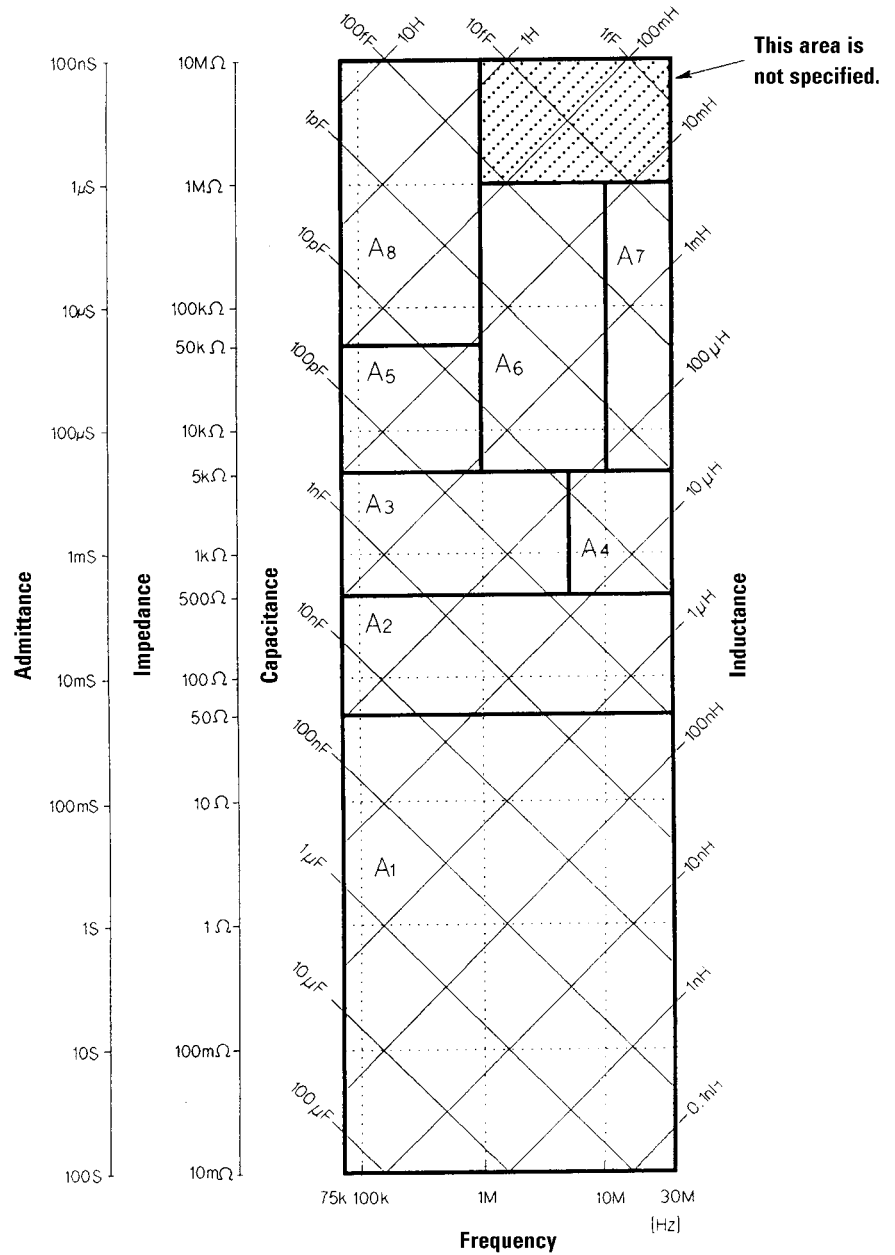 100fF
10H
10fF
1H
1fF
100mH
This area is
not specified.
100nS
1μS
10μS
100μS
1mS
10mS
100mS
1S
10S
100S
Admittance
10MΩ
1MΩ
100kΩ
50kΩ
10kΩ
5kΩ
1kΩ
500Ω
100Ω
50Ω
10Ω
1Ω
100mΩ
10mΩ
Impedance
1pF
10pF
100pF
1nF
10nF
100nF
1μF
10μF
100μF
Capacitance
A8
A7
A5
A6
A3
A4
A2
A1
10mH
1mH
100μH
10μH
1μH
100nH
10nH
1nH
0.1nH
Inductance
75k 100k 1M 10M 30M
[Hz]
Frequency